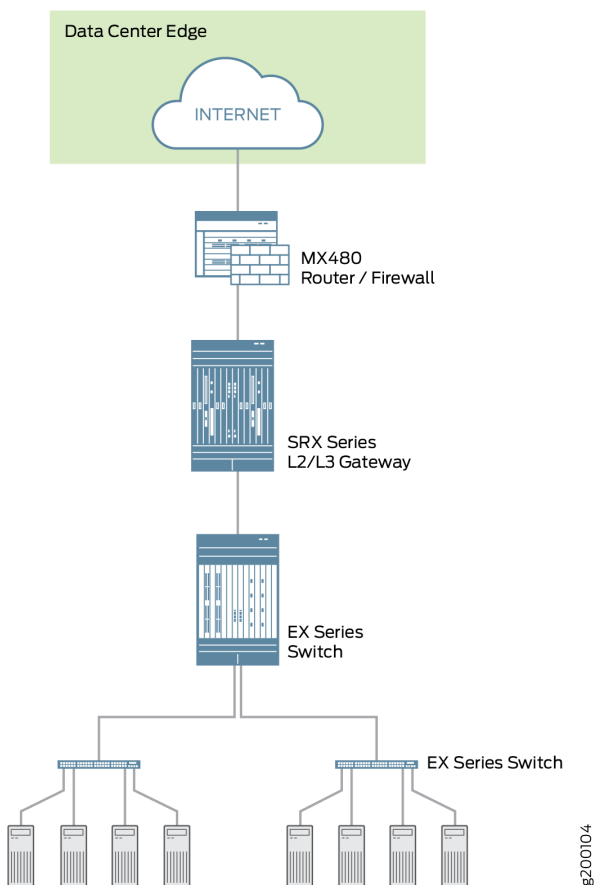 Data Center Edge
INTERNET
MX480
Router / Firewall
SRX Series
L2/L3 Gateway
EX Series
Switch
EX Series Switch
g200104